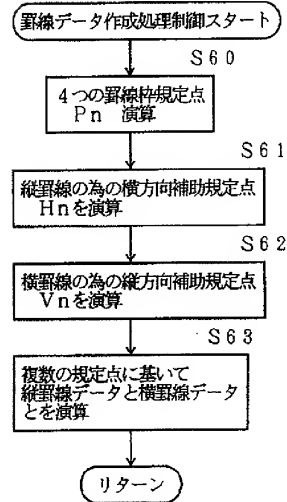 罫線データ作成処理制御スタート
S60
4つの罫線枠規定点
Pn 演算
S61
縦罫線の為の横方向補助規定点
Hnを演算
S62
横罫線の為の縦方向補助規定点
Vnを演算
S63
複数の規定点に基いて
縦罫線データと横罫線データ
とを演算
リターン